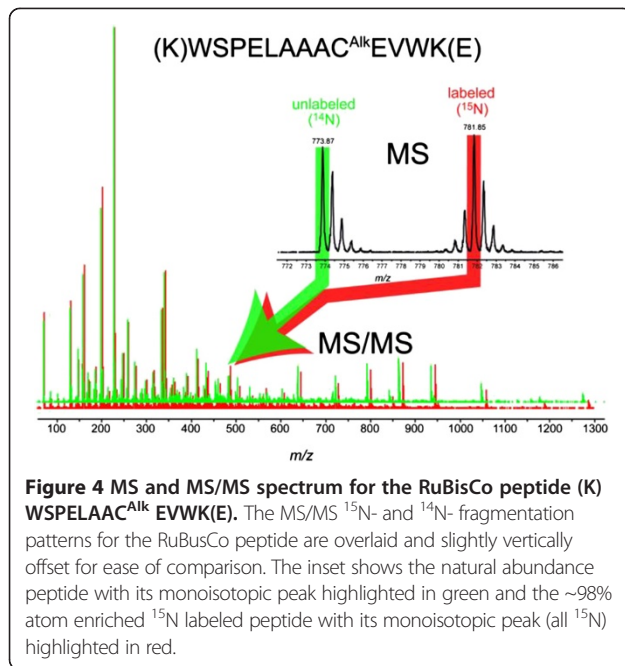 (K)WSPELAAAC^Alk EVWK(E)
unlabeled
(¹⁴N)
labeled
(¹⁵N)
773.87
781.85
MS
772 773 774 775 776 777 778 779 780 781 782 783 784 785 786
m/z
MS/MS
100 200 300 400 500 600 700 800 900 1000 1100 1200 1300
m/z
Figure 4 MS and MS/MS spectrum for the RuBisCo peptide (K)
WSPELAAC^Alk EVWK(E). The MS/MS ¹⁵N- and ¹⁴N- fragmentation
patterns for the RuBusCo peptide are overlaid and slightly vertically
offset for ease of comparison. The inset shows the natural abundance
peptide with its monoisotopic peak highlighted in green and the ~98%
atom enriched ¹⁵N labeled peptide with its monoisotopic peak (all ¹⁵N)
highlighted in red.